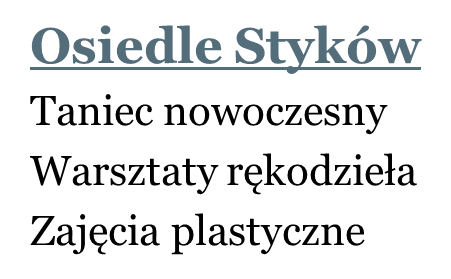 Osiedle Styków
Taniec nowoczesny
Warsztaty rękodzieła
Zajęcia plastyczne